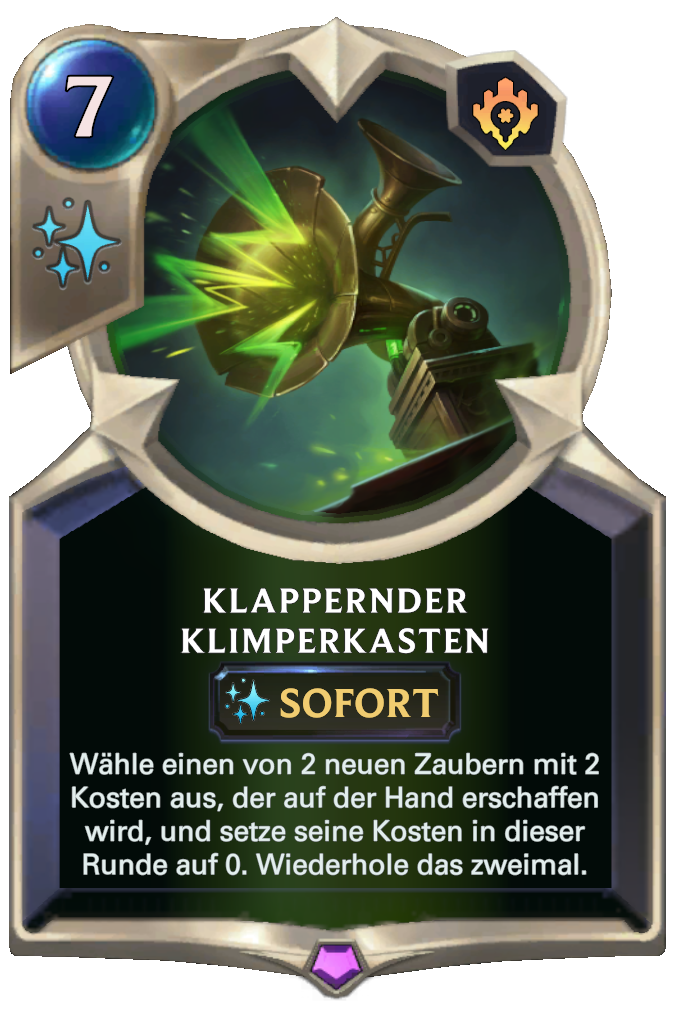 7
KLAPPERNDER
KLIMPERKASTEN
SOFORT
Wähle einen von 2 neuen Zaubern mit 2
Kosten aus, der auf der Hand erschaffen
wird, und setze seine Kosten in dieser
Runde auf 0. Wiederhole das zweimal.